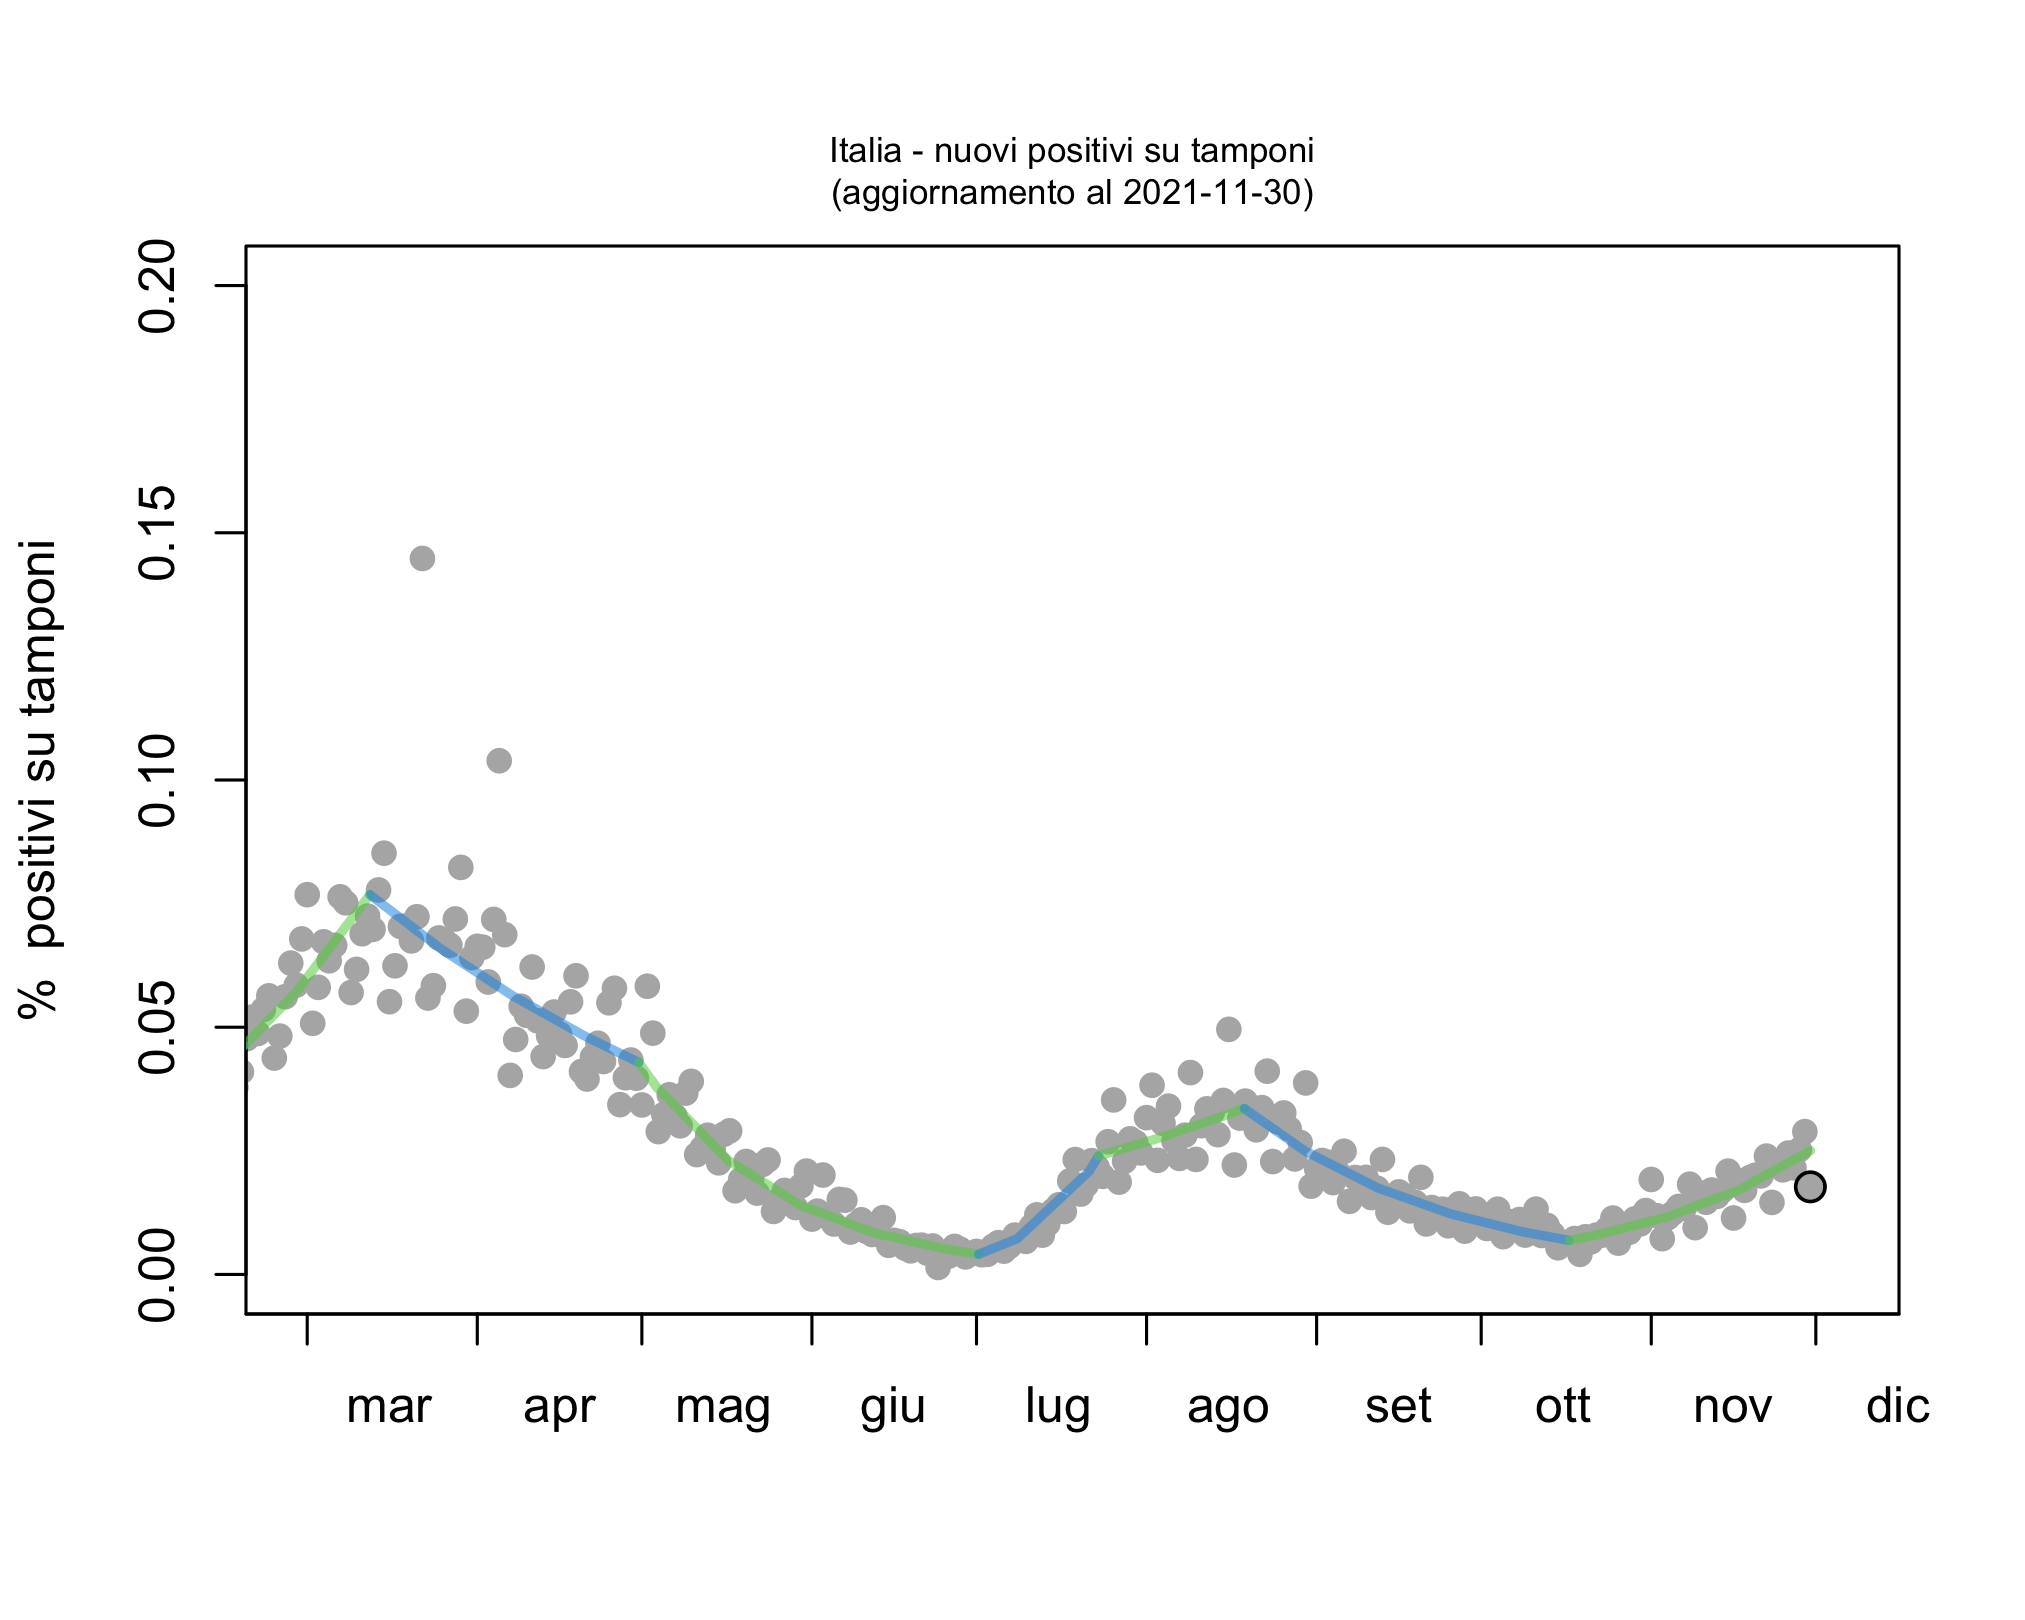 Italia - nuovi positivi su tamponi
(aggiornamento al 2021-11-30)
% positivi su tamponi
0.20
0.15
0.10
0.05
0.00
mar apr mag giu lug ago set ott nov dic